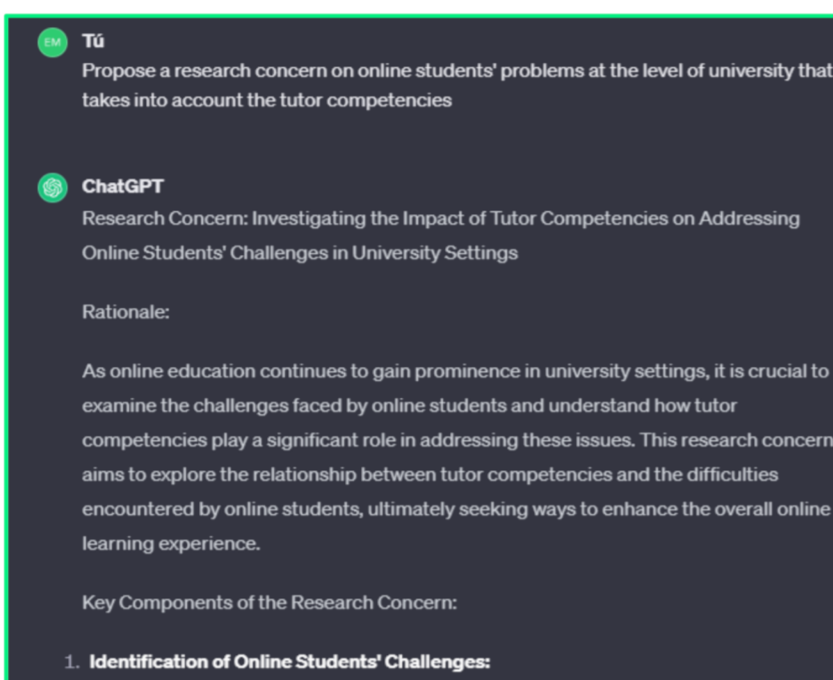 EM Tú
Propose a research concern on online students' problems at the level of university that
takes into account the tutor competencies
ChatGPT
Research Concern: Investigating the Impact of Tutor Competencies on Addressing
Online Students' Challenges in University Settings
Rationale:
As online education continues to gain prominence in university settings, it is crucial to
examine the challenges faced by online students and understand how tutor
competencies play a significant role in addressing these issues. This research concern
aims to explore the relationship between tutor competencies and the difficulties
encountered by online students, ultimately seeking ways to enhance the overall online
learning experience.
Key Components of the Research Concern:
1. Identification of Online Students' Challenges: